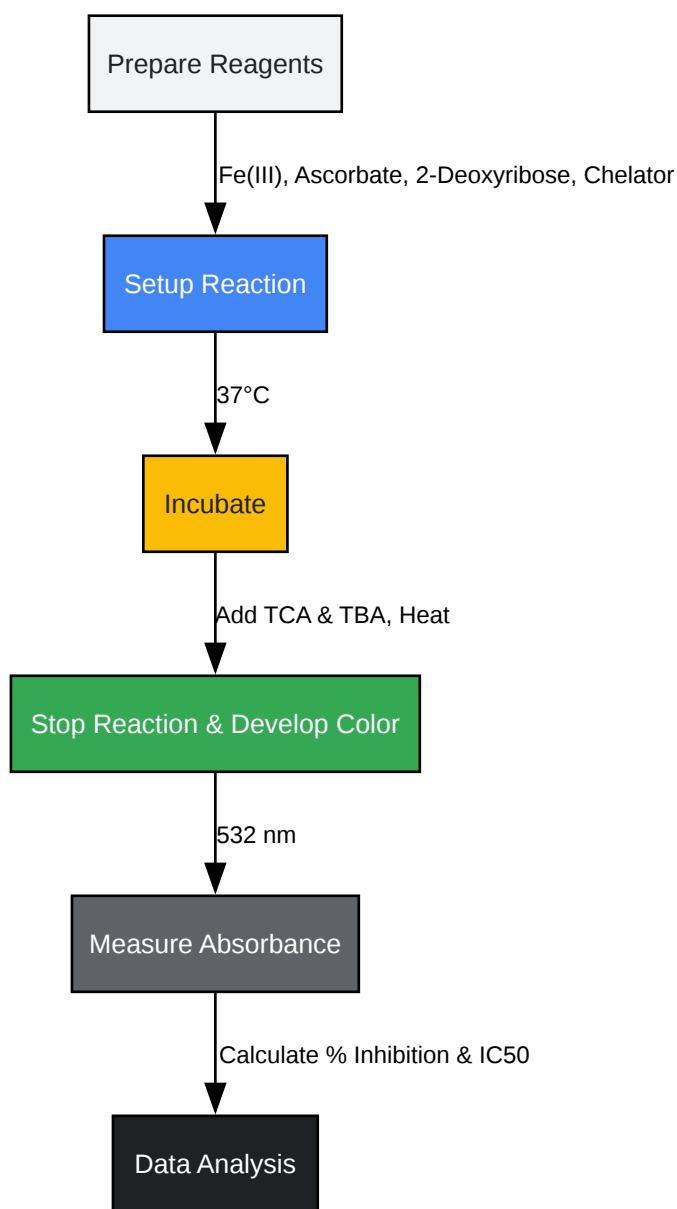 Prepare Reagents
Fe(III), Ascorbate, 2-Deoxyribose, Chelator
Setup Reaction
37°C
Incubate
Add TCA & TBA, Heat
Stop Reaction & Develop Color
532 nm
Measure Absorbance
Calculate % Inhibition & IC50
Data Analysis